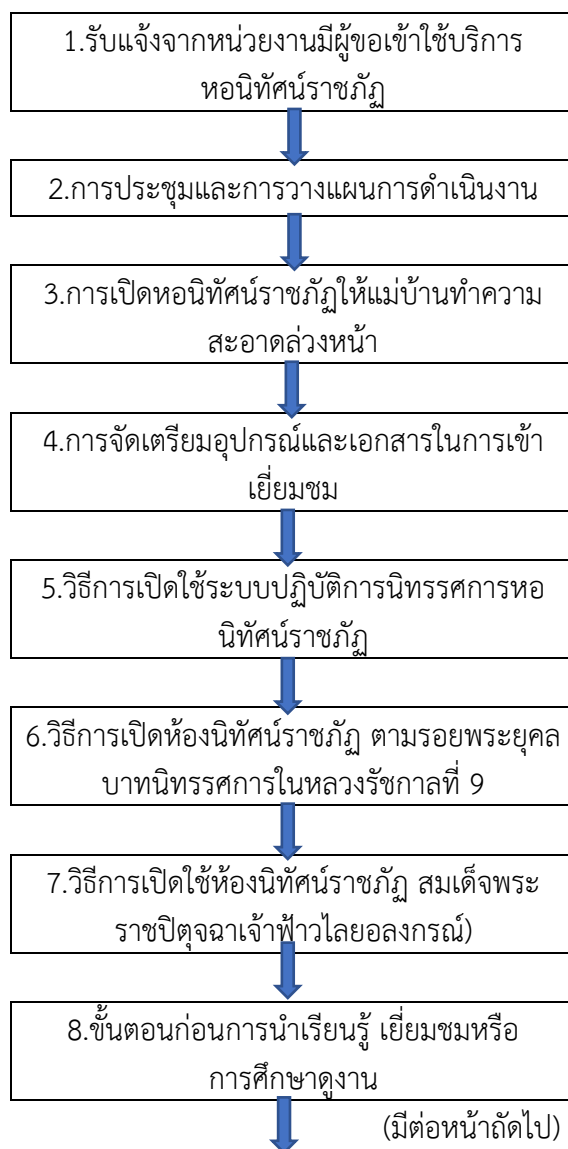 1.รับแจ้งจากหน่วยงานมีผู้ขอเข้าใช้บริการ
หอนิทัศน์ราชภัฏ
2.การประชุมและการวางแผนการดำเนินงาน
3.การเปิดหอนิทัศน์ราชภัฏให้แม่บ้านทำความ
สะอาดล่วงหน้า
4.การจัดเตรียมอุปกรณ์และเอกสารในการเข้า
เยี่ยมชม
5.วิธีการเปิดใช้ระบบปฏิบัติการนิทรรศการหอ
นิทัศน์ราชภัฏ
6.วิธีการเปิดห้องนิทัศน์ราชภัฏ ตามรอยพระยุคล
บาทนิทรรศการในหลวงรัชกาลที่ 9
7.วิธีการเปิดใช้ห้องนิทัศน์ราชภัฏ สมเด็จพระ
ราชปิตุจฉาเจ้าฟ้าวไลยอลงกรณ์)
8.ขั้นตอนก่อนการนำเรียนรู้ เยี่ยมชมหรือ
การศึกษาดูงาน
(มีต่อหน้าถัดไป)